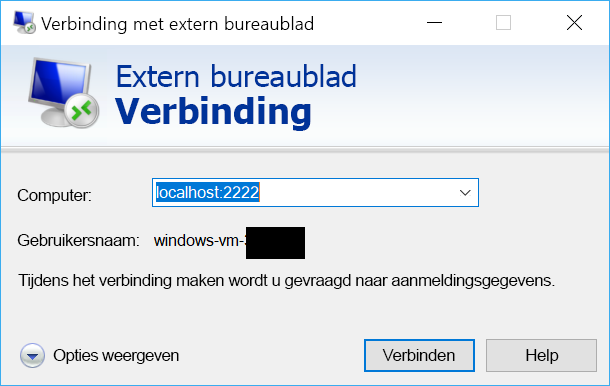 Verbinding met extern bureaublad
Extern bureaublad
Verbinding
Computer: localhost:2222
Gebruikersnaam: windows-vm-
Tijdens het verbinding maken wordt u gevraagd naar aanmeldingsgegevens.
Opties weergeven Verbinden Help